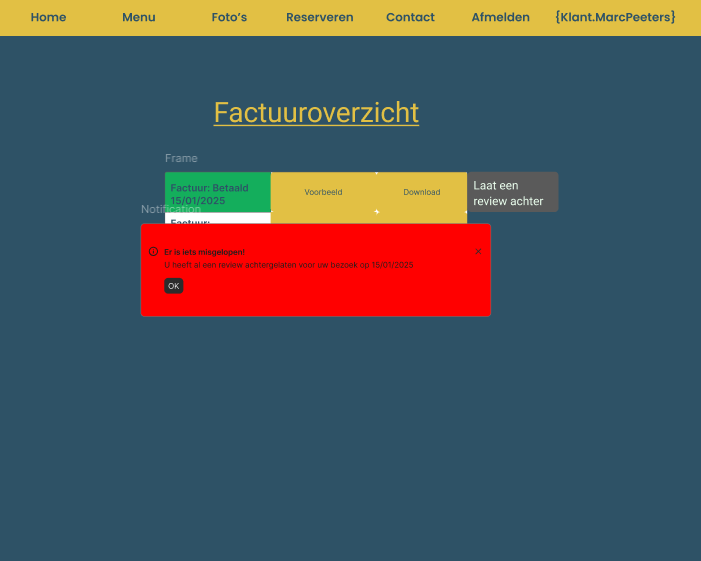 Home Menu Foto's Reserveren Contact Afmelden {Klant.MarcPeeters}
Factuuroverzicht
Frame
Factuur: Betaald
15/01/2025
Voorbeeld
Download
Laat een
review achter
Notification
Factuur:
Er is iets misgelopen!
U heeft al een review achtergelaten voor uw bezoek op 15/01/2025
OK